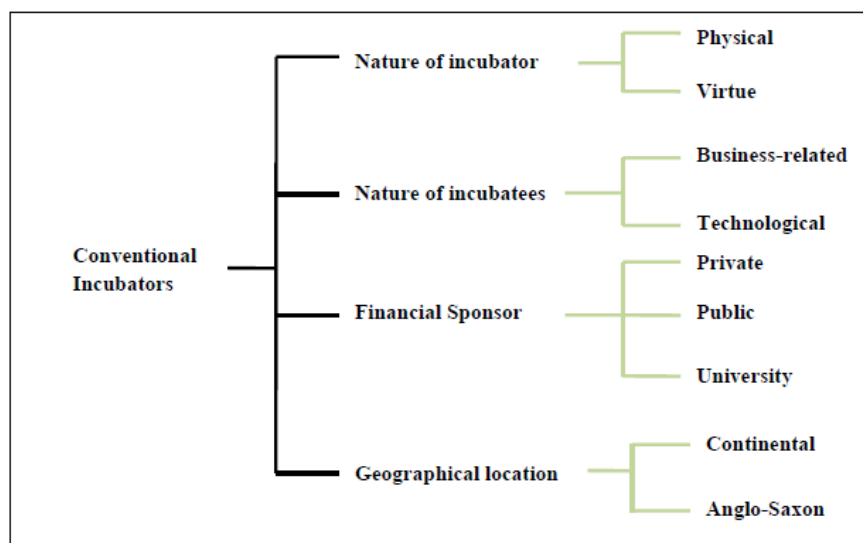 Physical
Nature of incubator
Virtue
Business-related
Nature of incubatees
Technological
Conventional
Incubators
Private
Financial Sponsor
Public
University
Continental
Geographical location
Anglo-Saxon